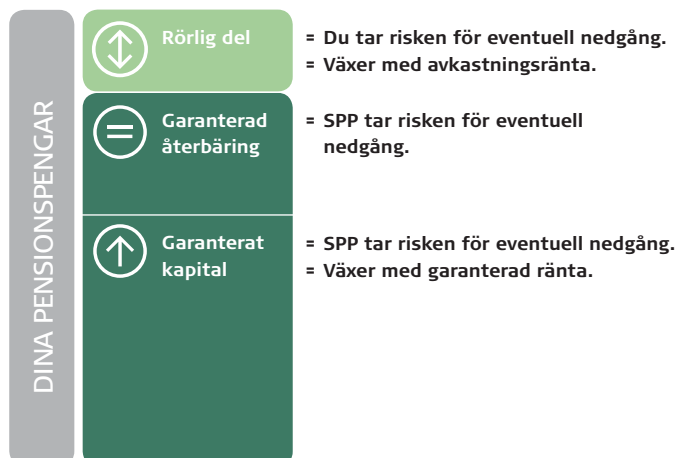 DINA PENSIONSPENGAR
Rörlig del
= Du tar risken för eventuell nedgång.
= Växer med avkastningsränta.
Garanterad
återbäring
= SPP tar risken för eventuell
nedgång.
Garanterat
kapital
= SPP tar risken för eventuell nedgång.
= Växer med garanterad ränta.